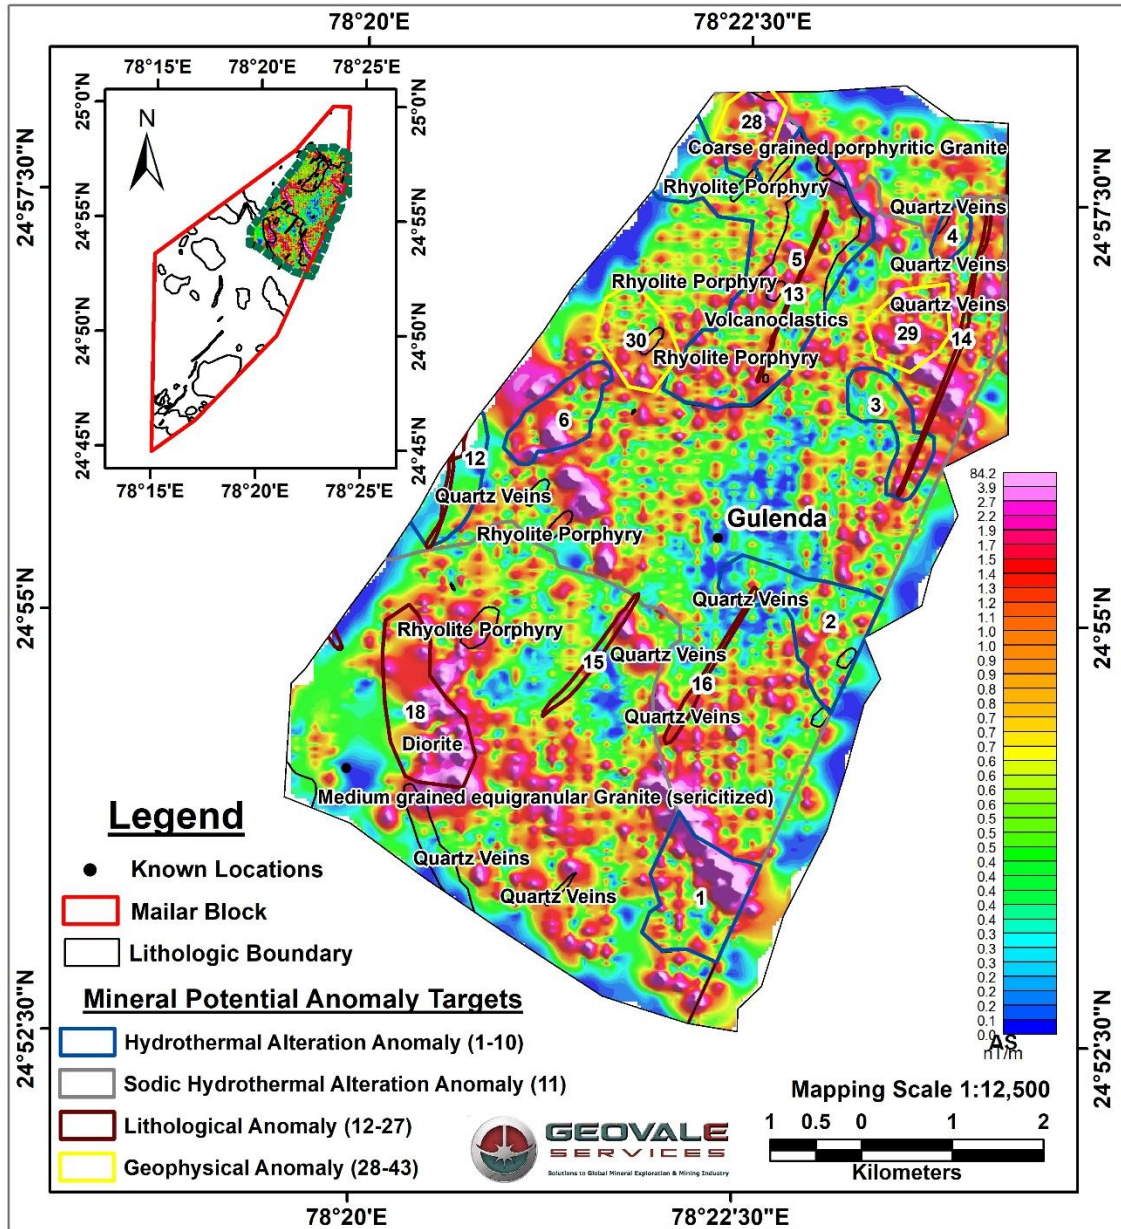 78°20'E
78°22'30"E
78°15'E
78°20'E
78°25'E
25°0'N
24°55'N
24°50'N
24°45'N
25°0'N
24°55'N
24°50'N
24°45'N
78°15'E
78°20'E
78°25'E
N
24°57'30"N
24°55'N
24°52'30"N
24°57'30"N
24°55'N
24°52'30"N
28
Coarse grained porphyritic Granite
Rhyolite Porphyry
Quartz Veins
4
5
Quartz Veins
Rhyolite Porphyry
13
Quartz Veins
Volcanoclastics
30
29
14
Rhyolite Porphyry
3
6
12
Quartz Veins
Gulenda
Rhyolite Porphyry
Quartz Veins
2
Rhyolite Porphyry
Quartz Veins
15
16
18
Quartz Veins
Diorite
Medium grained equigranular Granite (sericitized)
Quartz Veins
Quartz Veins
1
84.2
3.9
2.7
2.2
1.9
1.7
1.5
1.4
1.3
1.2
1.1
1.0
1.0
0.9
0.8
0.8
0.7
0.7
0.7
0.6
0.6
0.6
0.5
0.5
0.5
0.4
0.4
0.4
0.4
0.3
0.3
0.3
0.2
0.2
0.2
0.1
0.0
AS
nT/m
Legend
Known Locations
Mailar Block
Lithologic Boundary
Mineral Potential Anomaly Targets
Hydrothermal Alteration Anomaly (1-10)
Sodic Hydrothermal Alteration Anomaly (11)
Lithological Anomaly (12-27)
Geophysical Anomaly (28-43)
GEOVALE
SERVICES
Solutions to Global Mineral Exploration & Mining Industry
Mapping Scale 1:12,500
1 0.5 0 1 2
Kilometers
78°20'E
78°22'30"E